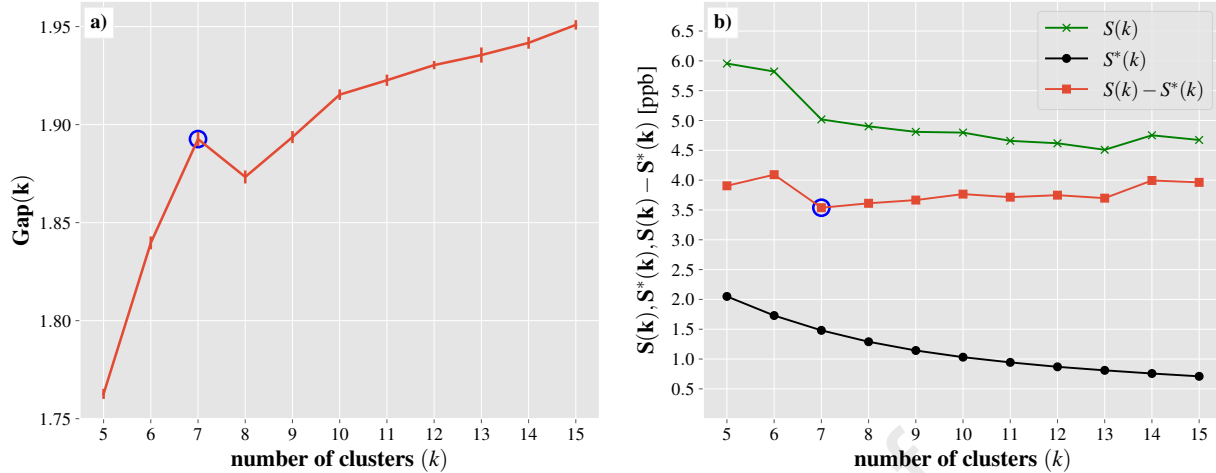 a)
1.95
1.90
1.85
1.80
1.75
Gap(k)
5 6 7 8 9 10 11 12 13 14 15
number of clusters (k)
b)
S(k)
S*(k)
S(k) − S*(k)
6.5
6.0
5.5
5.0
4.5
4.0
3.5
3.0
2.5
2.0
1.5
1.0
0.5
S(k), S*(k), S(k) − S*(k) [ppb]
5 6 7 8 9 10 11 12 13 14 15
number of clusters (k)